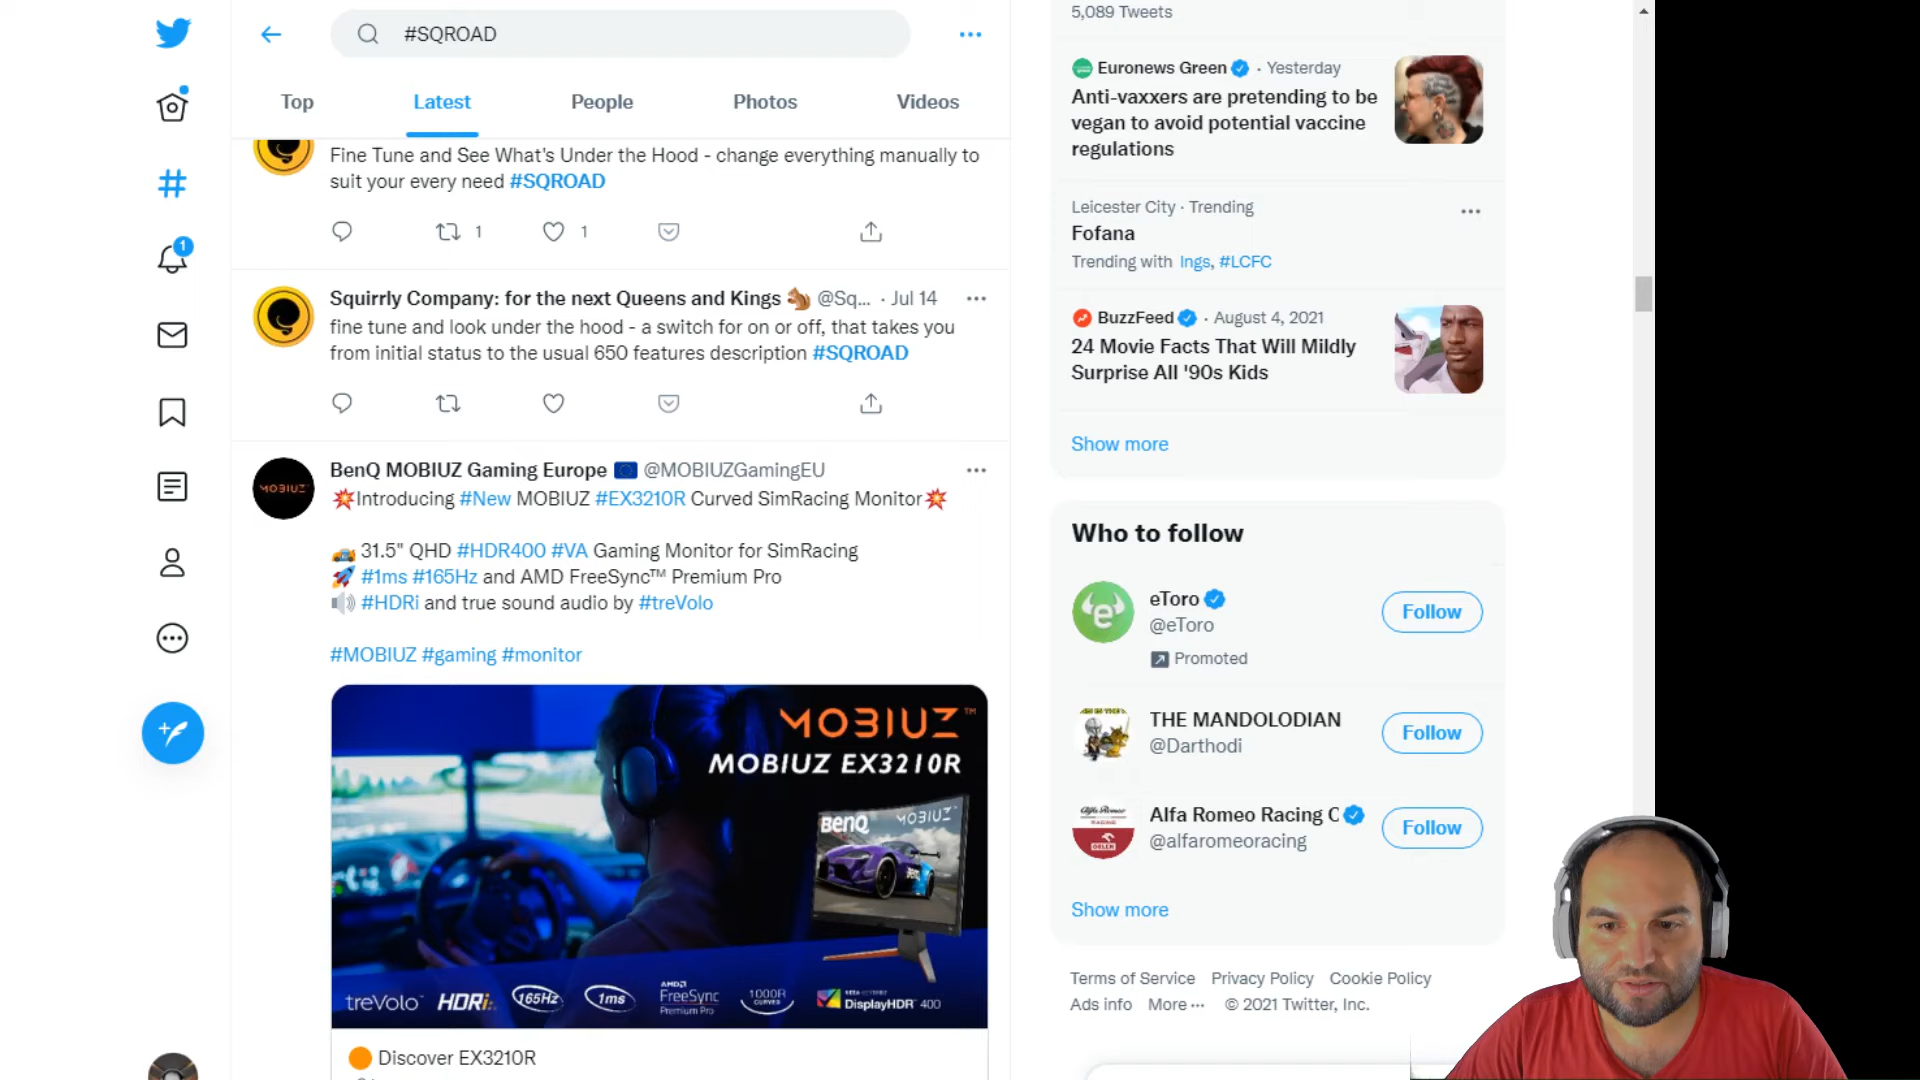 #SQROAD
Top
Latest
People
Photos
Videos
Fine Tune and See What's Under the Hood - change everything manually to
suit your every need #SQROAD
1
1
Squirrly Company: for the next Queens and Kings @Sq... · Jul 14
fine tune and look under the hood - a switch for on or off, that takes you
from initial status to the usual 650 features description #SQROAD
BenQ MOBIUZ Gaming Europe @MOBIUZGamingEU
MOBIUZ
Introducing #New MOBIUZ #EX3210R Curved SimRacing Monitor
31.5" QHD #HDR400 #VA Gaming Monitor for SimRacing
#1ms #165Hz and AMD FreeSync™ Premium Pro
#HDRi and true sound audio by #treVolo
#MOBIUZ #gaming #monitor
MOBIUZ™
MOBIUZ EX3210R
BenQ MOBIUZ
BenQ
treVolo HDRi 165Hz 1ms AMD FreeSync Premium Pro 1000R DisplayHDR 400
Discover EX3210R
1
5,089 Tweets
Euronews Green · Yesterday
Anti-vaxxers are pretending to be
vegan to avoid potential vaccine
regulations
Leicester City · Trending
Fofana
Trending with Ings, #LCFC
BuzzFeed · August 4, 2021
24 Movie Facts That Will Mildly
Surprise All '90s Kids
Show more
Who to follow
eToro
@eToro
Promoted
Follow
THE MANDOLODIAN
@Darthodi
Follow
Alfa Romeo Racing O
@alfaromeoracing
Follow
Show more
Terms of Service Privacy Policy Cookie Policy
Ads info More ··· © 2021 Twitter, Inc.